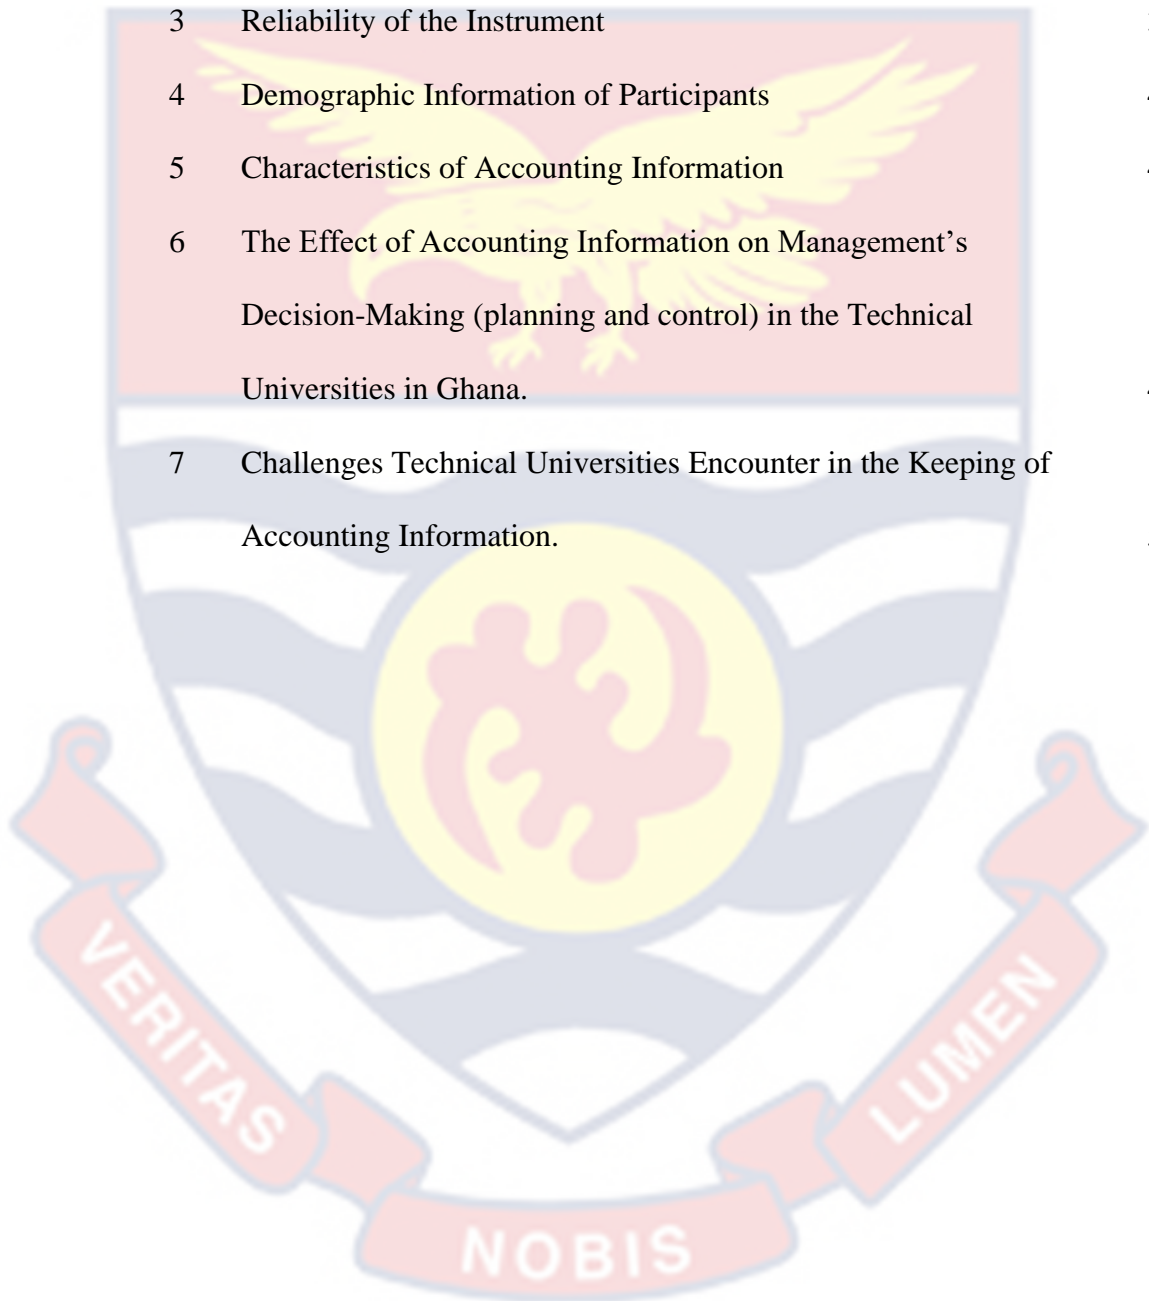 3 Reliability of the Instrument
4 Demographic Information of Participants
5 Characteristics of Accounting Information
6 The Effect of Accounting Information on Management’s
Decision-Making (planning and control) in the Technical
Universities in Ghana.
7 Challenges Technical Universities Encounter in the Keeping of
Accounting Information.
VERITAS
NOBIS
LUMEN